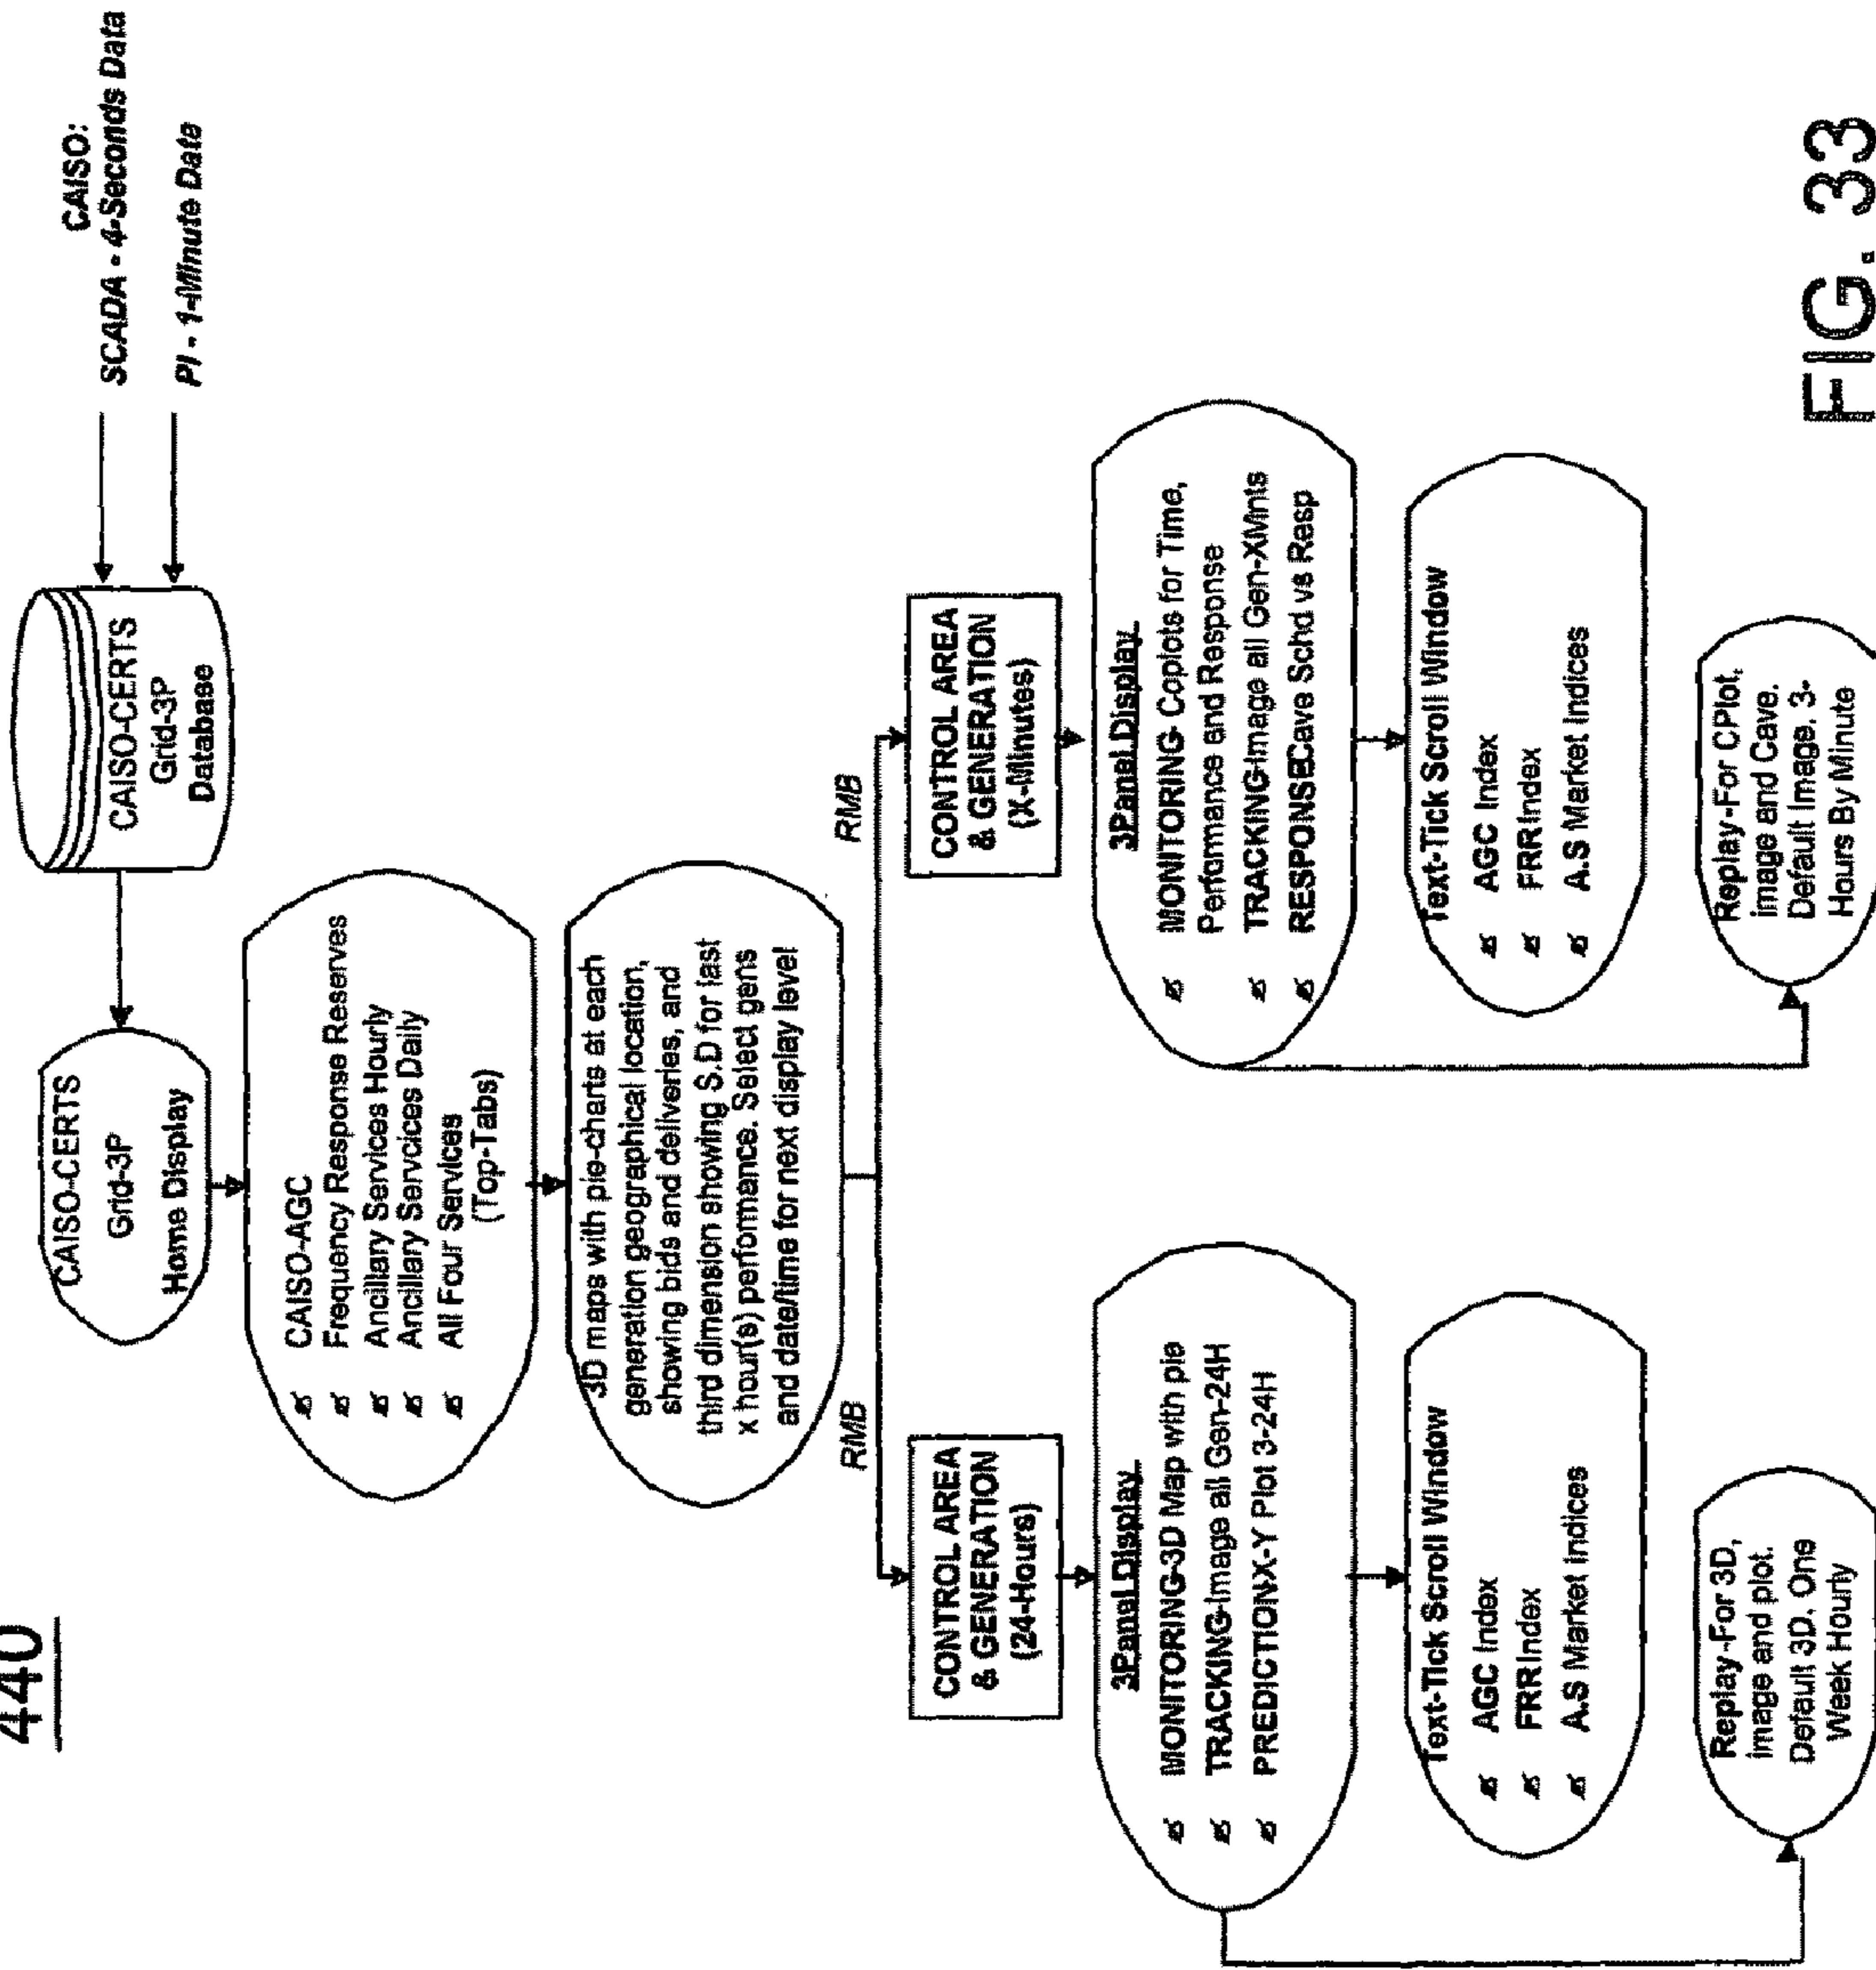 440
CAISO:
SCADA - 4-Seconds Data
PI - 1-Minute Date
CAISO-CERTS
Grid-3P
Database
CAISO-CERTS
Grid-3P
Home Display
CAISO-AGC
Frequency Response Reserves
Ancillary Services Hourly
Ancillary Servcices Daily
All Four Services
(Top-Tabs)
3D maps with pie-charts at each
generation geographical location,
showing bids and deliveries, and
third dimension showing S.D for last
x hour(s) performance. Select gens
and date/time for next display level
RMB
RMB
CONTROL AREA
& GENERATION
(24-Hours)
3Panel Display
MONITORING-3D Map with pie
TRACKING-Image all Gen-24H
PREDICTION-X-Y Plot 3-24H
Text-Tick Scroll Window
AGC Index
FRR Index
A.S Market Indices
Replay-For 3D,
image and plot.
Default 3D. One
Week Hourly
CONTROL AREA
& GENERATION
(X-Minutes)
3Panel Display
MONITORING- Coplots for Time,
Performance and Response
TRACKING-Image all Gen-XMnts
RESPONSECave Schd vs Resp
Text-Tick Scroll Window
AGC Index
FRR Index
A.S Market Indices
Replay-For CPlot,
image and Cave.
Default Image. 3-
Hours By Minute
FIG. 33